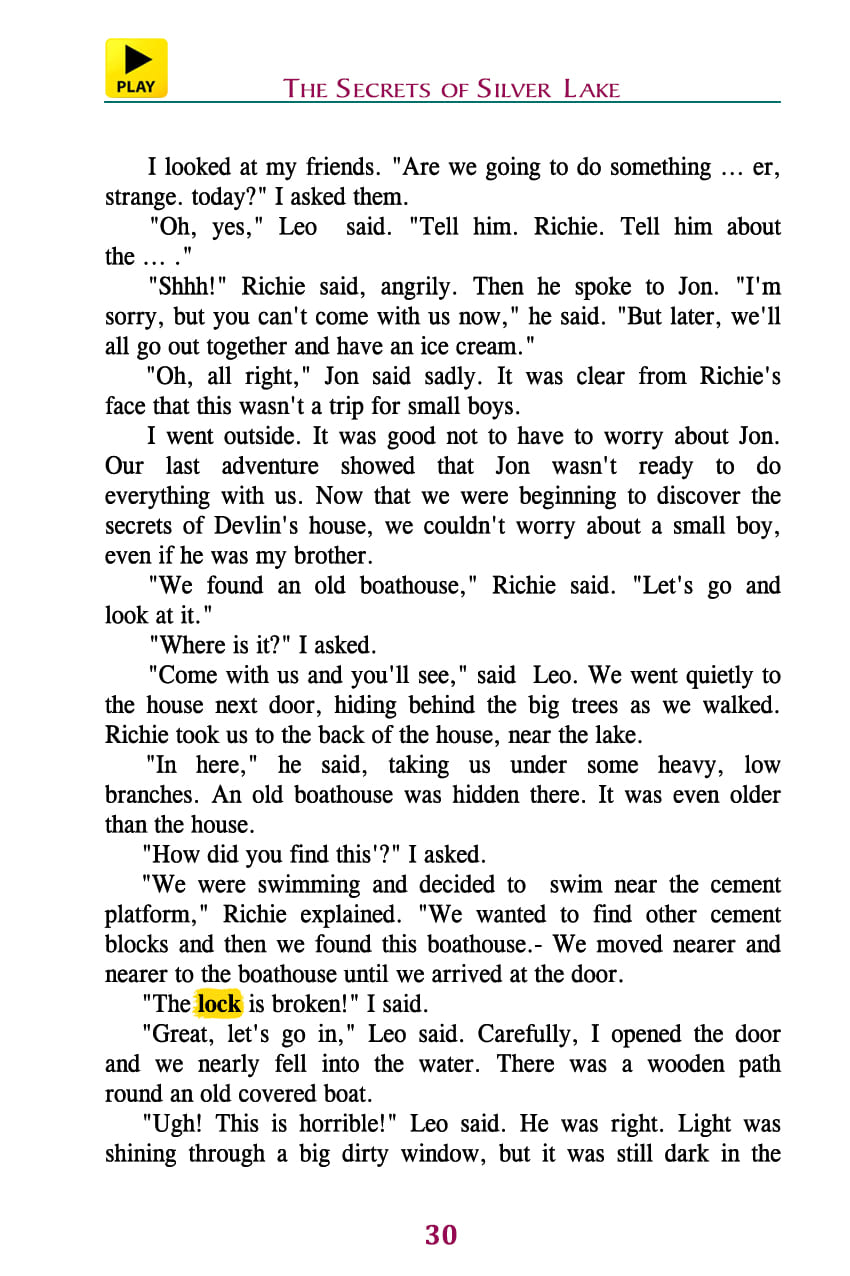 PLAY
THE SECRETS OF SILVER LAKE
I looked at my friends. "Are we going to do something ... er,
strange. today?" I asked them.
"Oh, yes," Leo said. "Tell him. Richie. Tell him about
the ... ."
"Shhh!" Richie said, angrily. Then he spoke to Jon. "I'm
sorry, but you can't come with us now," he said. "But later, we'll
all go out together and have an ice cream."
"Oh, all right," Jon said sadly. It was clear from Richie's
face that this wasn't a trip for small boys.
I went outside. It was good not to have to worry about Jon.
Our last adventure showed that Jon wasn't ready to do
everything with us. Now that we were beginning to discover the
secrets of Devlin's house, we couldn't worry about a small boy,
even if he was my brother.
"We found an old boathouse," Richie said. "Let's go and
look at it."
"Where is it?" I asked.
"Come with us and you'll see," said Leo. We went quietly to
the house next door, hiding behind the big trees as we walked.
Richie took us to the back of the house, near the lake.
"In here," he said, taking us under some heavy, low
branches. An old boathouse was hidden there. It was even older
than the house.
"How did you find this'?" I asked.
"We were swimming and decided to swim near the cement
platform," Richie explained. "We wanted to find other cement
blocks and then we found this boathouse.- We moved nearer and
nearer to the boathouse until we arrived at the door.
"The lock is broken!" I said.
"Great, let's go in," Leo said. Carefully, I opened the door
and we nearly fell into the water. There was a wooden path
round an old covered boat.
"Ugh! This is horrible!" Leo said. He was right. Light was
shining through a big dirty window, but it was still dark in the
30